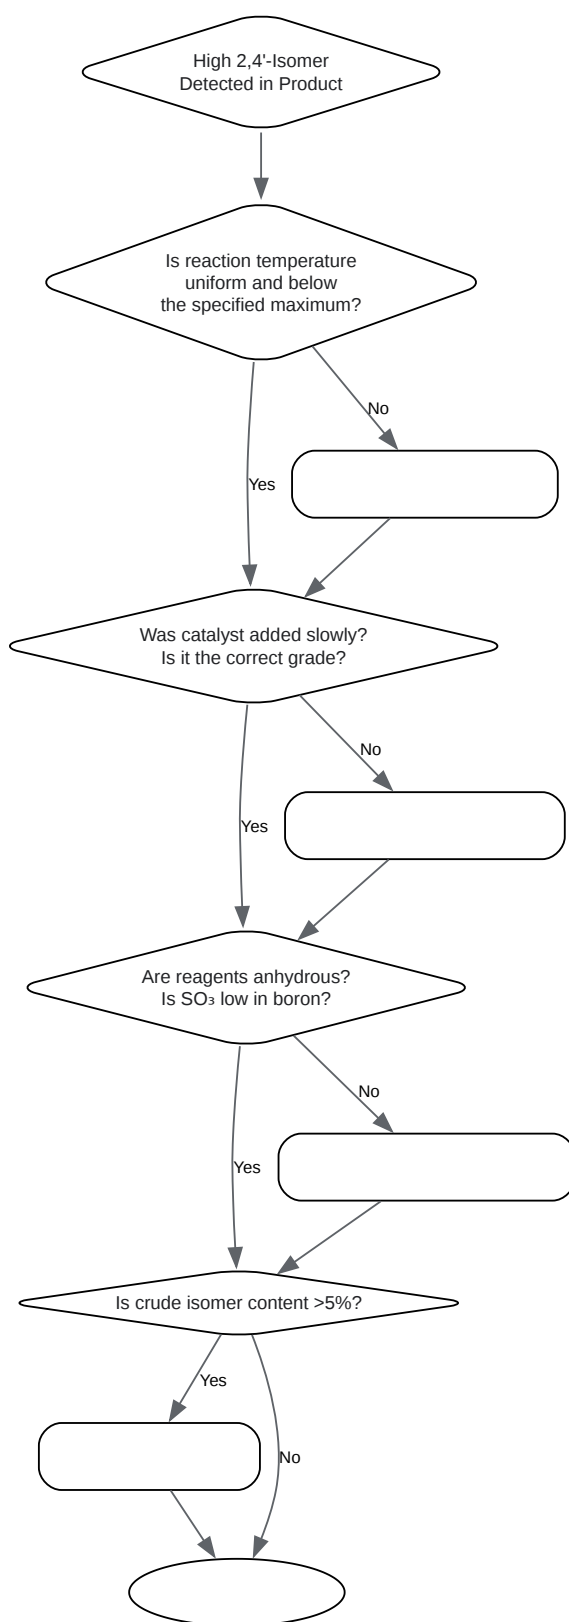 High 2,4'-Isomer
Detected in Product
Is reaction temperature
uniform and below
the specified maximum?
No
Yes
Was catalyst added slowly?
Is it the correct grade?
No
Yes
Are reagents anhydrous?
Is SO₃ low in boron?
No
Yes
Is crude isomer content >5%?
Yes
No